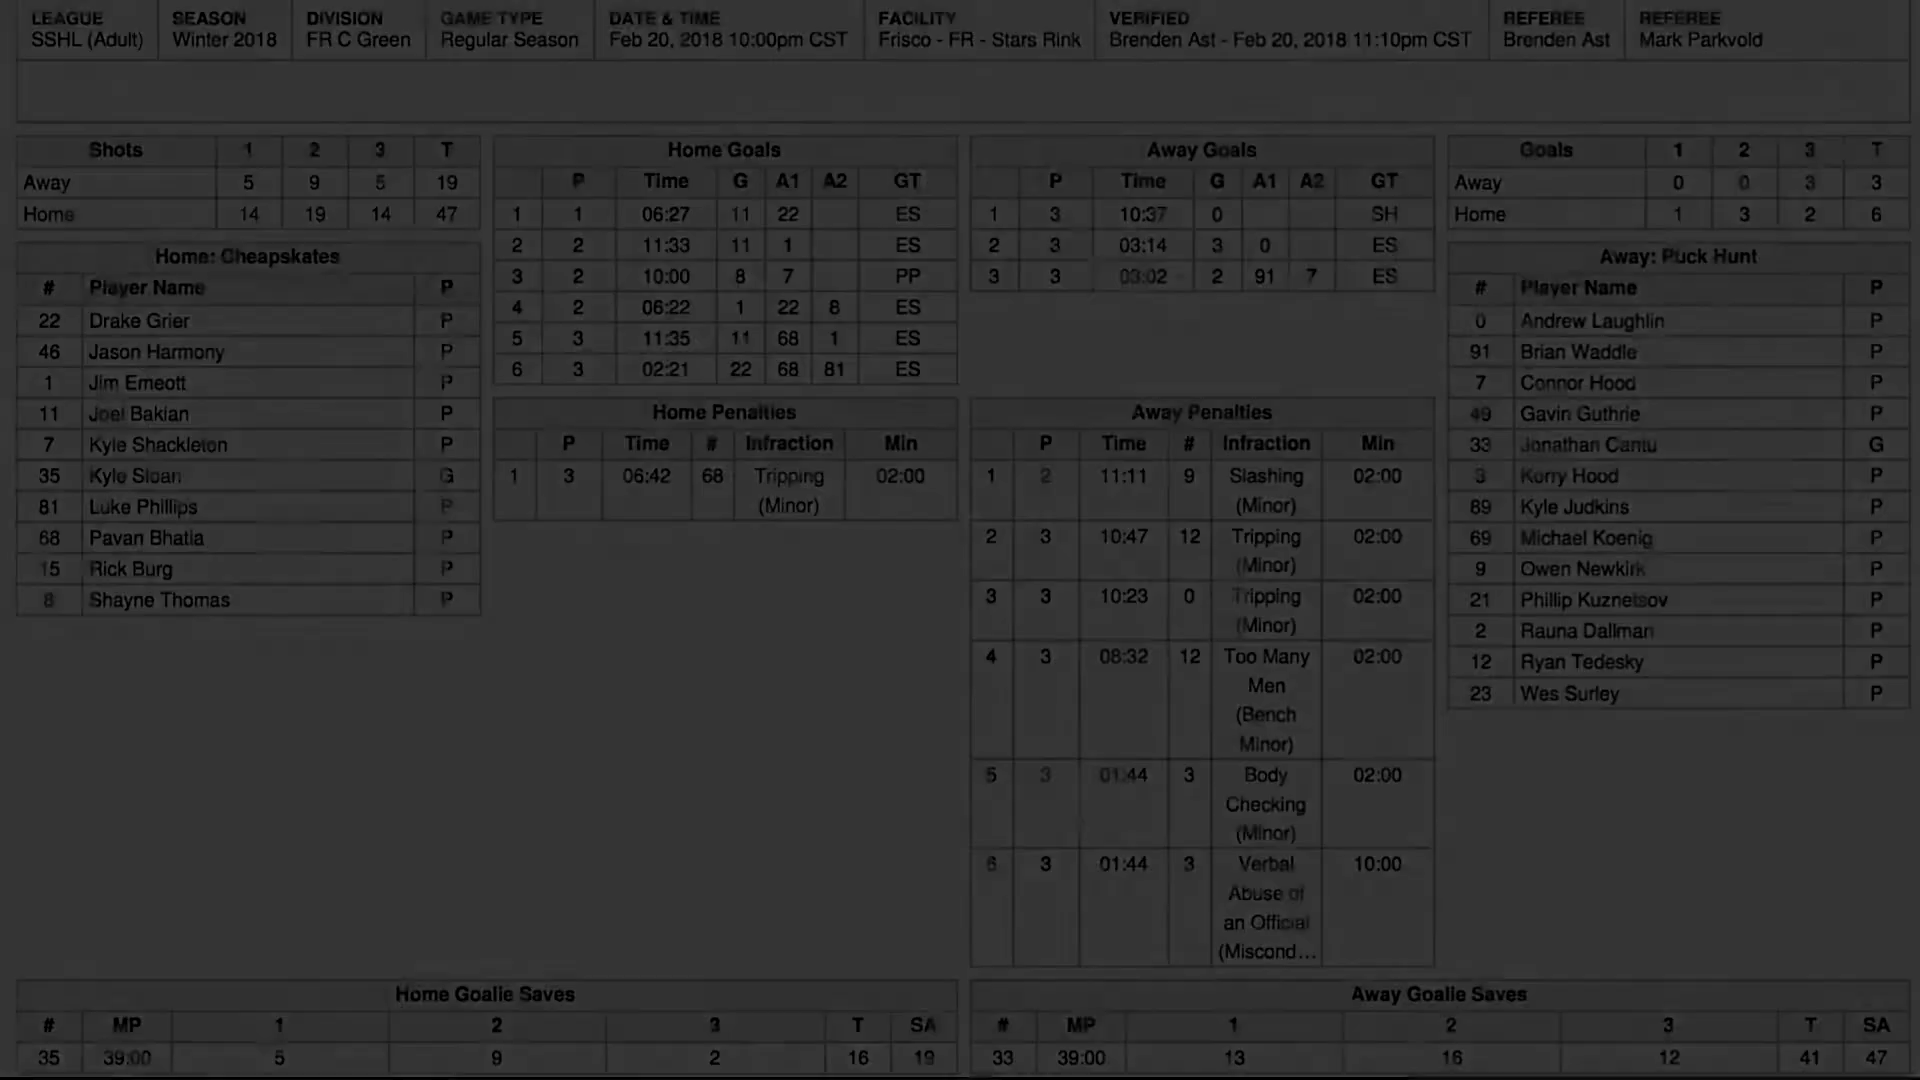 LEAGUE SEASON DIVISION GAME TYPE DATE & TIME FACILITY VERIFIED REFEREE REFEREE
SSHL (Adult) Winter 2018 FR C Green Regular Season Feb 20, 2018 10:00pm CST Frisco - FR - Stars Rink Brenden Ast - Feb 20, 2018 11:10pm CST Brenden Ast Mark Parkvold
Shots 1 2 3 T
Away 5 9 5 19
Home 14 19 14 47
Home: Cheapskates
# Player Name P
22 Drake Grier P
46 Jason Harmony P
1 Jim Emeott P
11 Joel Bakian P
7 Kyle Shackleton P
35 Kyle Sloan G
81 Luke Phillips P
68 Pavan Bhatia P
15 Rick Burg P
8 Shayne Thomas P
Home Goals
P Time G A1 A2 GT
1 1 06:27 11 22 ES
2 2 11:33 11 1 ES
3 2 10:00 8 7 PP
4 2 06:22 1 22 8 ES
5 3 11:35 11 68 1 ES
6 3 02:21 22 68 81 ES
Home Penalties
P Time # Infraction Min
1 3 06:42 68 Tripping 02:00
(Minor)
Away Goals
P Time G A1 A2 GT
1 3 10:37 0 SH
2 3 03:14 3 0 ES
3 3 03:02 2 91 7 ES
Away Penalties
P Time # Infraction Min
1 2 11:11 9 Slashing 02:00
(Minor)
2 3 10:47 12 Tripping 02:00
(Minor)
3 3 10:23 0 Tripping 02:00
(Minor)
4 3 08:32 12 Too Many 02:00
Men
(Bench
Minor)
5 3 01:44 3 Body 02:00
Checking
(Minor)
6 3 01:44 3 Verbal 10:00
Abuse of
an Official
(Miscond...
Goals 1 2 3 T
Away 0 0 3 3
Home 1 3 2 6
Away: Puck Hunt
# Player Name P
0 Andrew Laughlin P
91 Brian Waddle P
7 Connor Hood P
49 Gavin Guthrie P
33 Jonathan Cantu G
3 Korry Hood P
89 Kyle Judkins P
69 Michael Koenig P
9 Owen Newkirk P
21 Phillip Kuznetsov P
2 Rauna Dallman P
12 Ryan Tedesky P
23 Wes Surley P
Home Goalie Saves
# MP 1 2 3 T SA
35 39:00 5 9 2 16 19
Away Goalie Saves
# MP 1 2 3 T SA
33 39:00 13 16 12 41 47